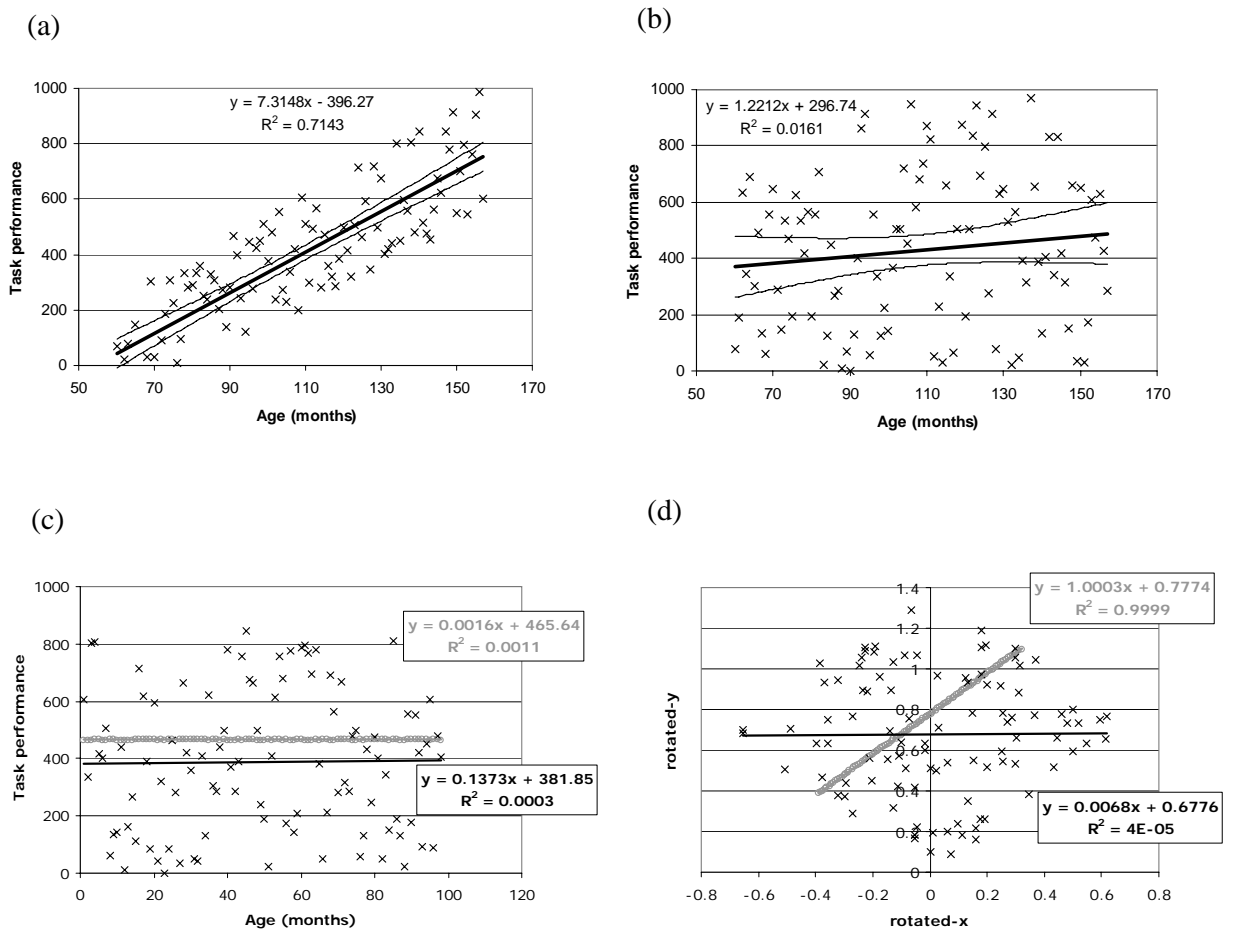 (a)
y = 7.3148x - 396.27
R² = 0.7143
1000
800
600
400
200
0
Task performance
50 70 90 110 130 150 170
Age (months)
(b)
y = 1.2212x + 296.74
R² = 0.0161
1000
800
600
400
200
0
Task performance
50 70 90 110 130 150 170
Age (months)
(c)
y = 0.0016x + 465.64
R² = 0.0011
y = 0.1373x + 381.85
R² = 0.0003
1000
800
600
400
200
0
Task performance
0 20 40 60 80 100 120
Age (months)
(d)
y = 1.0003x + 0.7774
R² = 0.9999
y = 0.0068x + 0.6776
R² = 4E-05
1.4
1.2
1
0.8
0.6
0.4
0.2
0
rotated-y
-0.8 -0.6 -0.4 -0.2 0 0.2 0.4 0.6 0.8
rotated-x